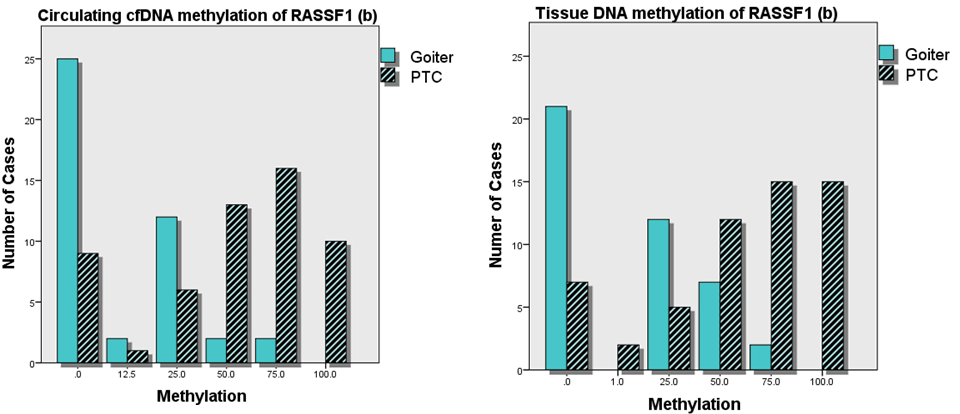 Circulating cfDNA methylation of RASSF1 (b)
Goiter
PTC
25
20
15
10
5
0
Number of Cases
.0 12.5 25.0 50.0 75.0 100.0
Methylation
Tissue DNA methylation of RASSF1 (b)
Goiter
PTC
25
20
15
10
5
0
Numer of Cases
.0 1.0 25.0 50.0 75.0 100.0
Methylation